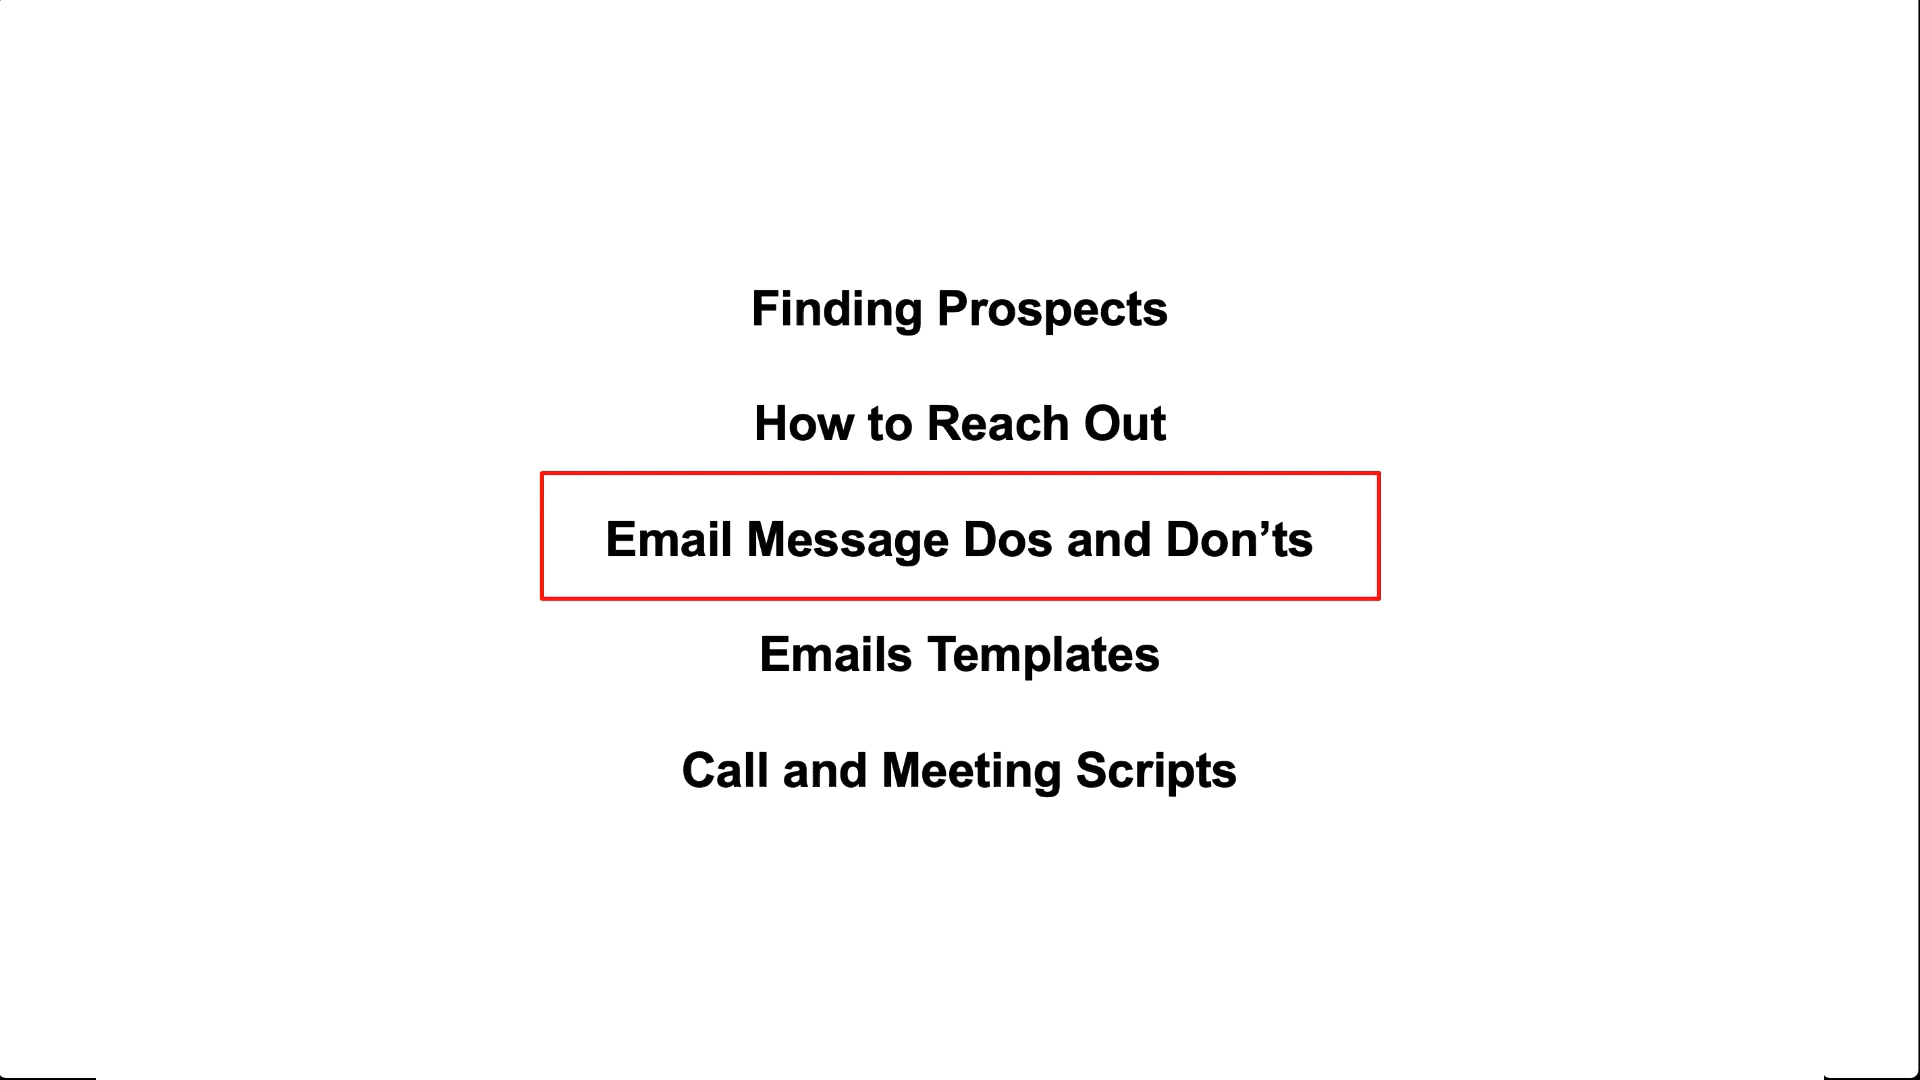 Finding Prospects
How to Reach Out
Email Message Dos and Don’ts
Emails Templates
Call and Meeting Scripts